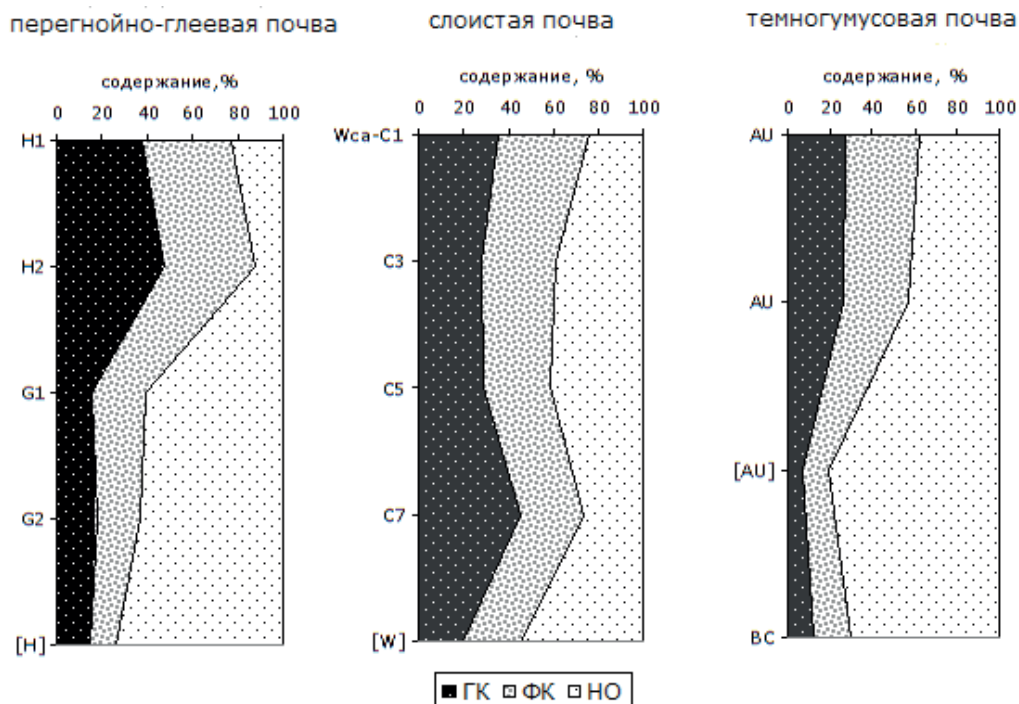 перегнойно-глеевая почва
содержание,%
0 20 40 60 80 100
H1
H2
G1
G2
[H]
слоистая почва
содержание, %
0 20 40 60 80 100
Wca-C1
C3
C5
C7
[W]
темногумусовая почва
содержание, %
0 20 40 60 80 100
AU
AU
[AU]
BC
ГК ФК НО